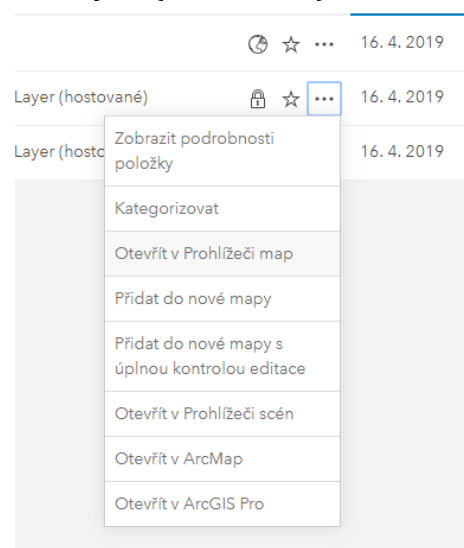 16. 4. 2019
Layer (hostované)
16. 4. 2019
Layer (hosto
16. 4. 2019
Zobrazit podrobnosti
položky
Kategorizovat
Otevřít v Prohlížeči map
Přidat do nové mapy
Přidat do nové mapy s
úplnou kontrolou editace
Otevřít v Prohlížeči scén
Otevřít v ArcMap
Otevřít v ArcGIS Pro